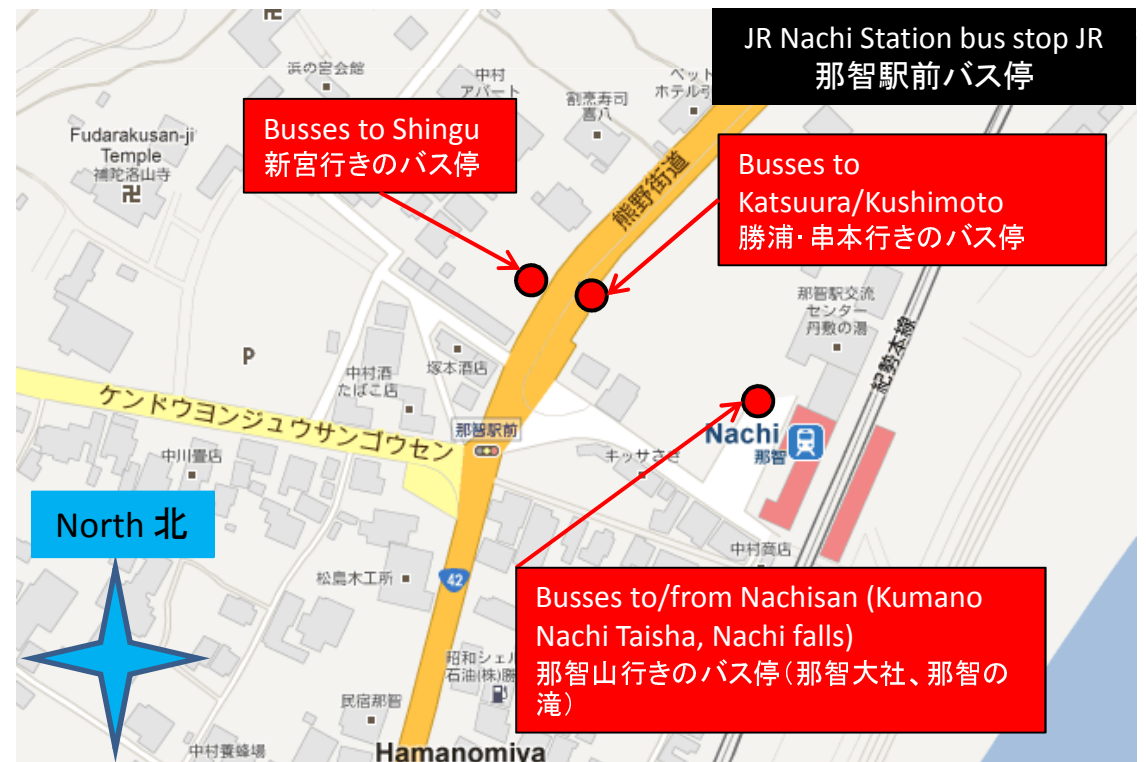 卍
JR Nachi Station bus stop JR
那智駅前バス停
浜の宮会館
中村
アパート
割烹寿司
喜八
ペット
ホテル
Busses to Shingu
新宮行きのバス停
Busses to
Katsuura/Kushimoto
勝浦・串本行きのバス停
Fudarakusan-ji
Temple
補陀洛山寺
卍
熊野街道
那智駅交流
センター
丹敷の湯
紀勢本線
P
中村酒
たばこ店
塚本酒店
ケンドウヨンジュウサンゴウセン
那智駅前
Nachi
那智
中川畳店
キッサささ
North 北
中村商店
松島木工所
42
Busses to/from Nachisan (Kumano
Nachi Taisha, Nachi falls)
那智山行きのバス停（那智大社、那智の
滝）
昭和シェル
石油(株)勝
民宿那智
中村養蜂場
Hamanomiya